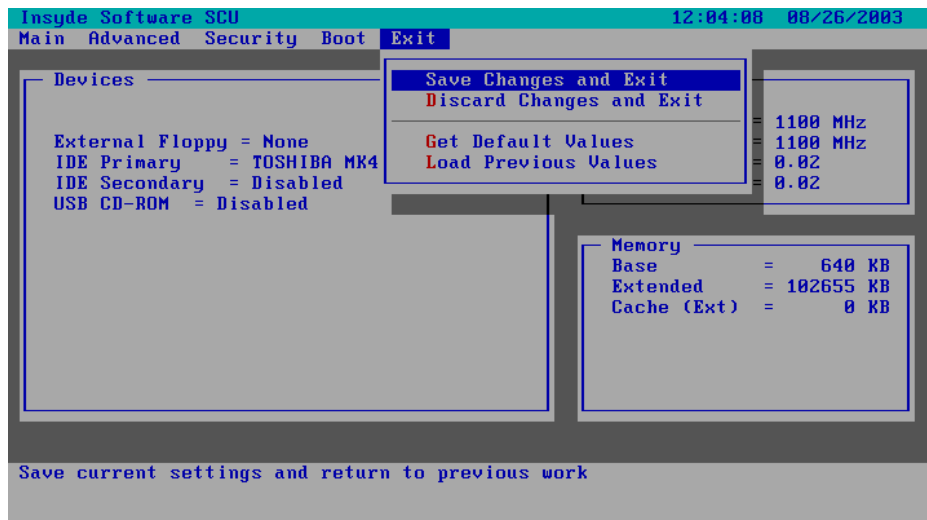 Insyde Software SCU 12:04:08 08/26/2003
Main Advanced Security Boot Exit
Devices
External Floppy = None
IDE Primary = TOSHIBA MK4
IDE Secondary = Disabled
USB CD-ROM = Disabled
Save Changes and Exit
Discard Changes and Exit
Get Default Values
Load Previous Values
= 1100 MHz
= 1100 MHz
= 0.02
= 0.02
Memory
Base = 640 KB
Extended = 102655 KB
Cache (Ext) = 0 KB
Save current settings and return to previous work